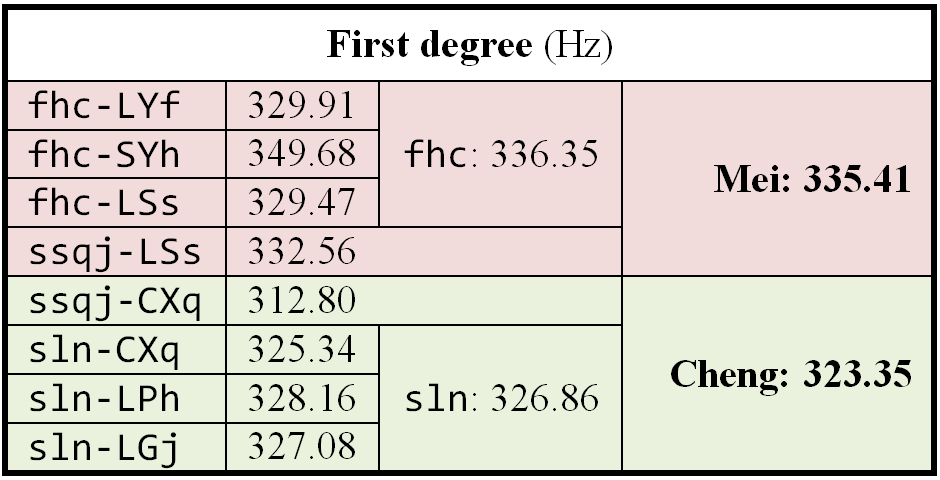 First degree (Hz)
fhc-LYf 329.91
fhc-SYh 349.68 fhc: 336.35
fhc-LSs 329.47
Mei: 335.41
ssqj-LSs 332.56
ssqj-CXq 312.80
sln-CXq 325.34
Cheng: 323.35
sln-LPh 328.16 sln: 326.86
sln-LGj 327.08